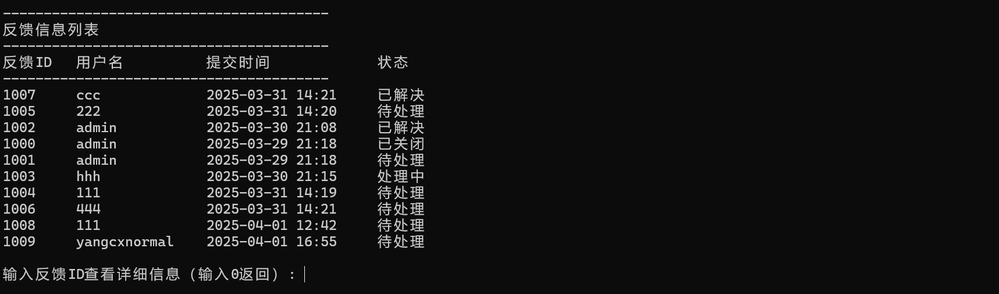 ----------------------------------------
反馈信息列表
----------------------------------------
反馈ID   用户名          提交时间             状态
----------------------------------------
1007     ccc             2025-03-31 14:21     已解决
1005     222             2025-03-31 14:20     待处理
1002     admin           2025-03-30 21:08     已解决
1000     admin           2025-03-29 21:18     已关闭
1001     admin           2025-03-29 21:18     待处理
1003     hhh             2025-03-30 21:15     处理中
1004     111             2025-03-31 14:19     待处理
1006     444             2025-03-31 14:21     待处理
1008     111             2025-04-01 12:42     待处理
1009     yangcxnormal    2025-04-01 16:55     待处理
输入反馈ID查看详细信息（输入0返回）: